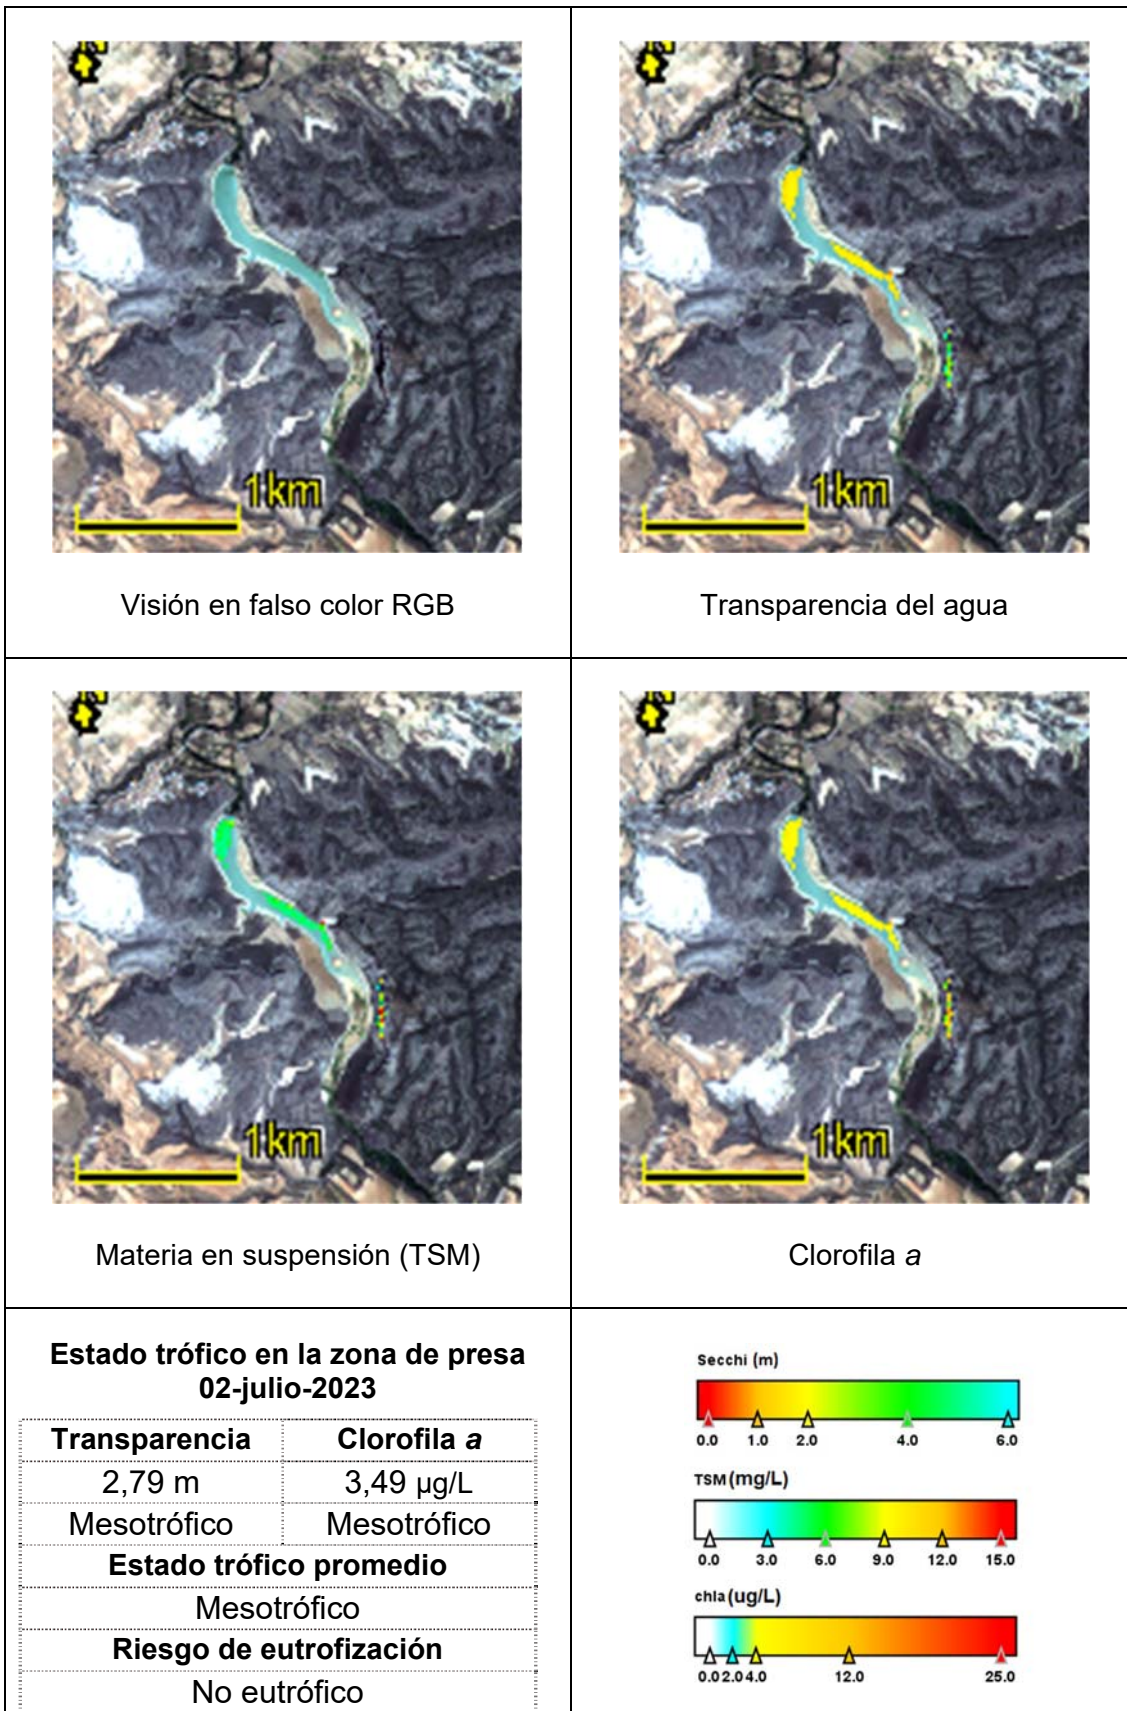 1km
Visión en falso color RGB
1km
Transparencia del agua
1km
Materia en suspensión (TSM)
1km
Clorofila a
Estado trófico en la zona de presa
02-julio-2023
Transparencia Clorofila a
2,79 m 3,49 µg/L
Mesotrófico Mesotrófico
Estado trófico promedio
Mesotrófico
Riesgo de eutrofización
No eutrófico
Secchi (m)
0.0 1.0 2.0 4.0 6.0
TSM (mg/L)
0.0 3.0 6.0 9.0 12.0 15.0
chla (ug/L)
0.0 2.0 4.0 12.0 25.0